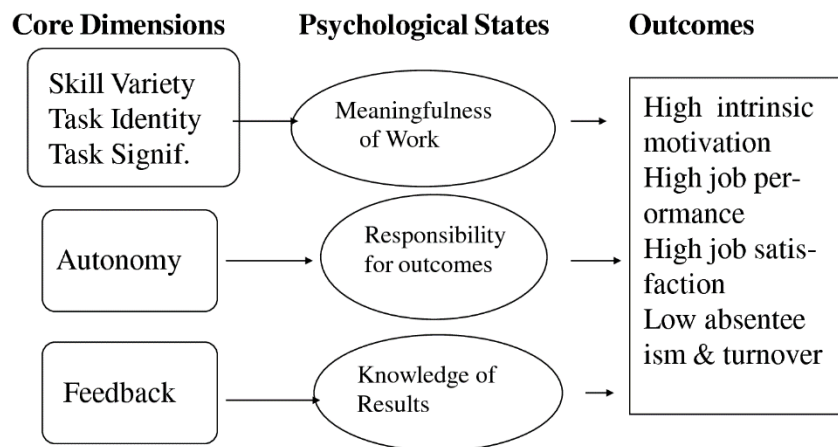 Core Dimensions
Psychological States
Outcomes
Skill Variety
Task Identity
Task Signif.
Meaningfulness
of Work
Autonomy
Responsibility
for outcomes
Feedback
Knowledge of
Results
High intrinsic
motivation
High job per-
ormance
High job satis-
faction
Low absentee
ism & turnover